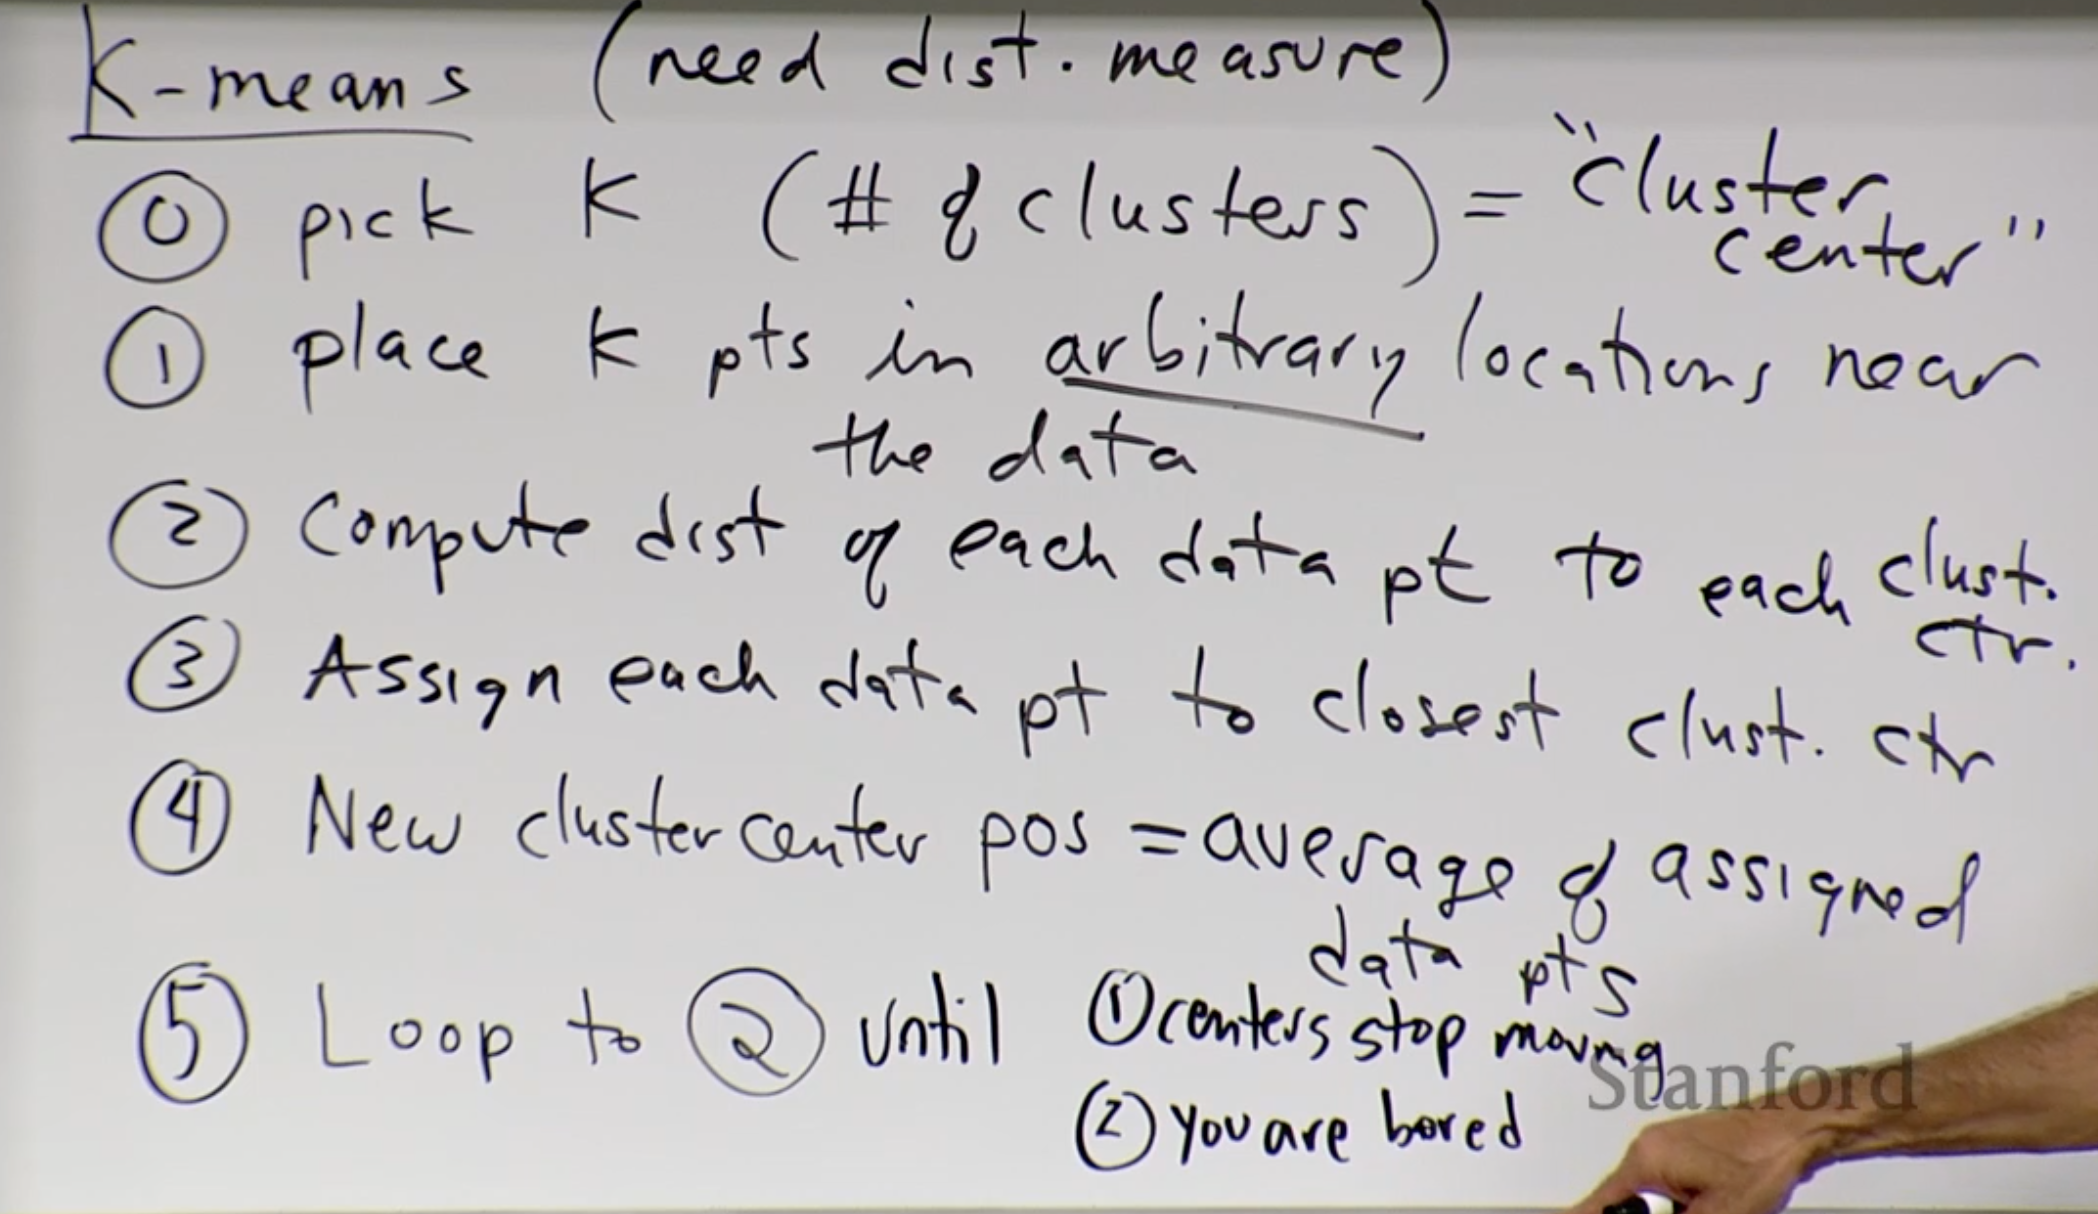 K-means (need dist. measure)
⓪ pick K (# of clusters) = "cluster
center"
① place K pts in arbitrary locations near
the data
② Compute dist of each data pt to each clust.
ctr.
③ Assign each data pt to closest clust. ctr
④ New cluster center pos = average of assigned
data pts
⑤ Loop to ② until ① centers stop moving
② you are bored
Stanford